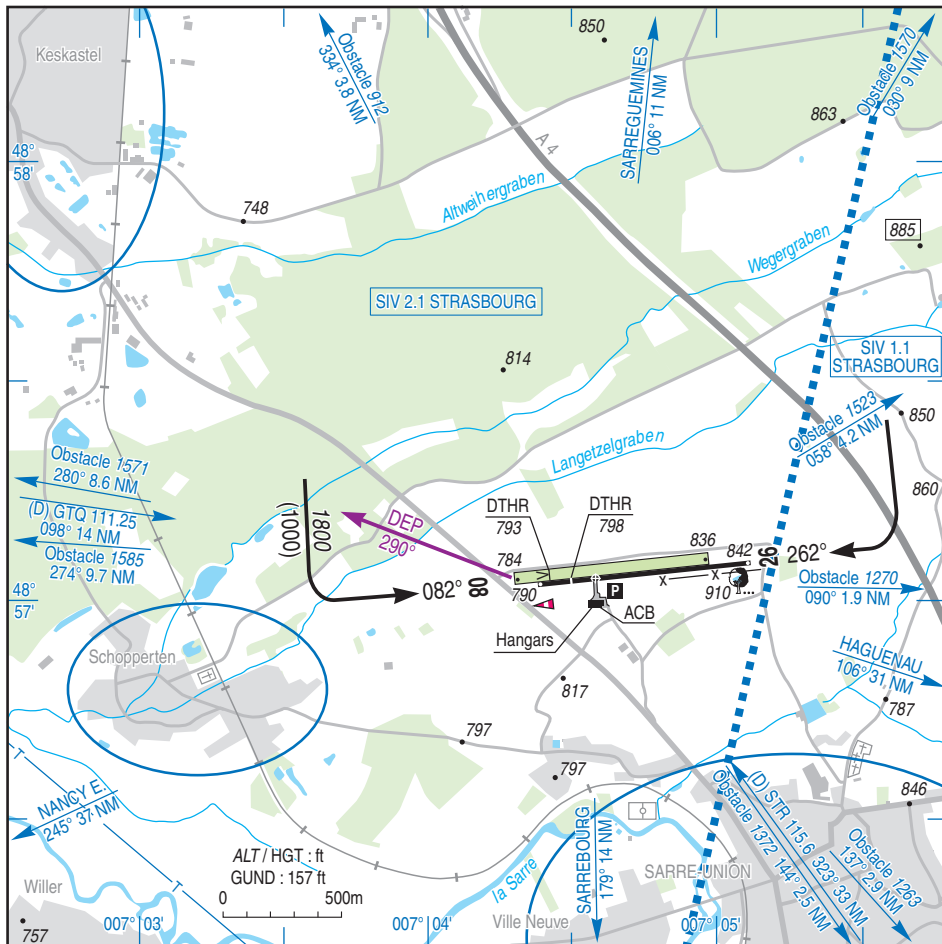 Keskastel
Obstacle 912
334° 3.8 NM
850
SARREGUEMINES
006° 11 NM
Obstacle 1570
030° 9 NM
863
A 4
48°
58'
Altweihergraben
748
885
Wegergraben
SIV 2.1 STRASBOURG
SIV 1.1
STRASBOURG
814
Obstacle 1523
058° 4.2 NM
850
Langetzelgraben
860
Obstacle 1571
280° 8.6 NM
(D) GTQ 111.25
098° 14 NM
Obstacle 1585
274° 9.7 NM
1800
(1000)
DEP
290°
DTHR
793
DTHR
798
784
836
842
26
262°
082°
08
790
P
910
Obstacle 1270
090° 1.9 NM
48°
57'
ACB
Hangars
Schopperten
HAGUENAU
106° 31 NM
817
787
797
797
NANCY E.
245° 37 NM
T
T
ALT / HGT : ft
GUND : 157 ft
0 500m
la Sarre
SARREBOURG
179° 14 NM
SARRE-UNION
(D) STR 115.6 323° 33 NM
Obstacle 1372 144° 2.5 NM
846
Obstacle 1263
137° 2.9 NM
Willer
757
007° 03'
007° 04'
Ville Neuve
007° 05'